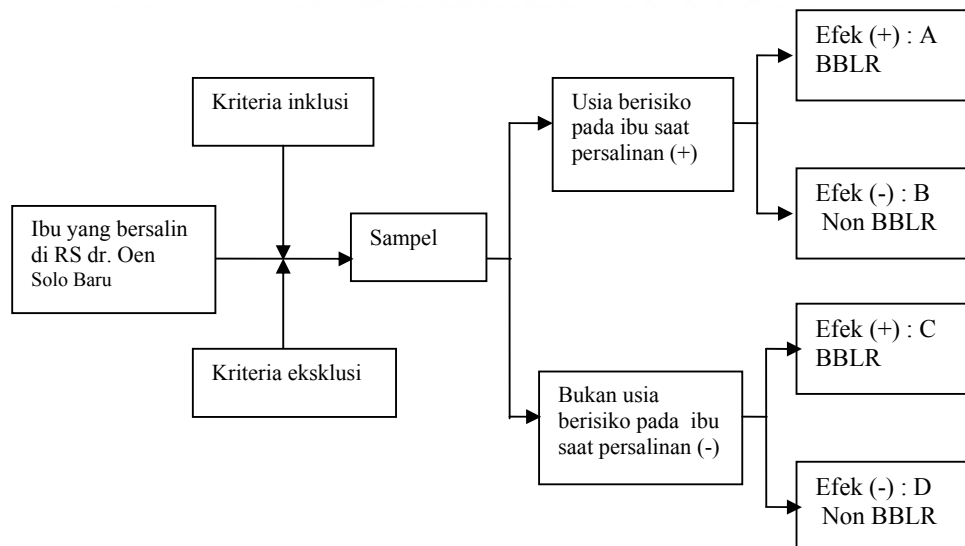 Kriteria inklusi
Ibu yang bersalin
di RS dr. Oen
Solo Baru
Kriteria eksklusi
Sampel
Usia berisiko
pada ibu saat
persalinan (+)
Bukan usia
berisiko pada ibu
saat persalinan (-)
Efek (+) : A
BBLR
Efek (-) : B
Non BBLR
Efek (+) : C
BBLR
Efek (-) : D
Non BBLR